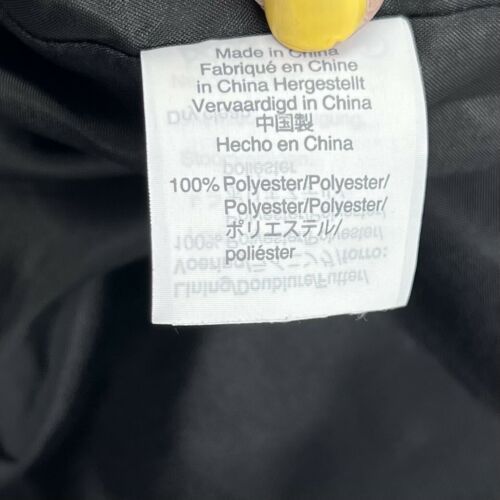 Made in China
Fabriqué en Chine
in China Hergestellt
Vervaardigd in China
中国製
Hecho en China
100% Polyester/Polyester/
Polyester/Polyester/
ポリエステル/
poliéster